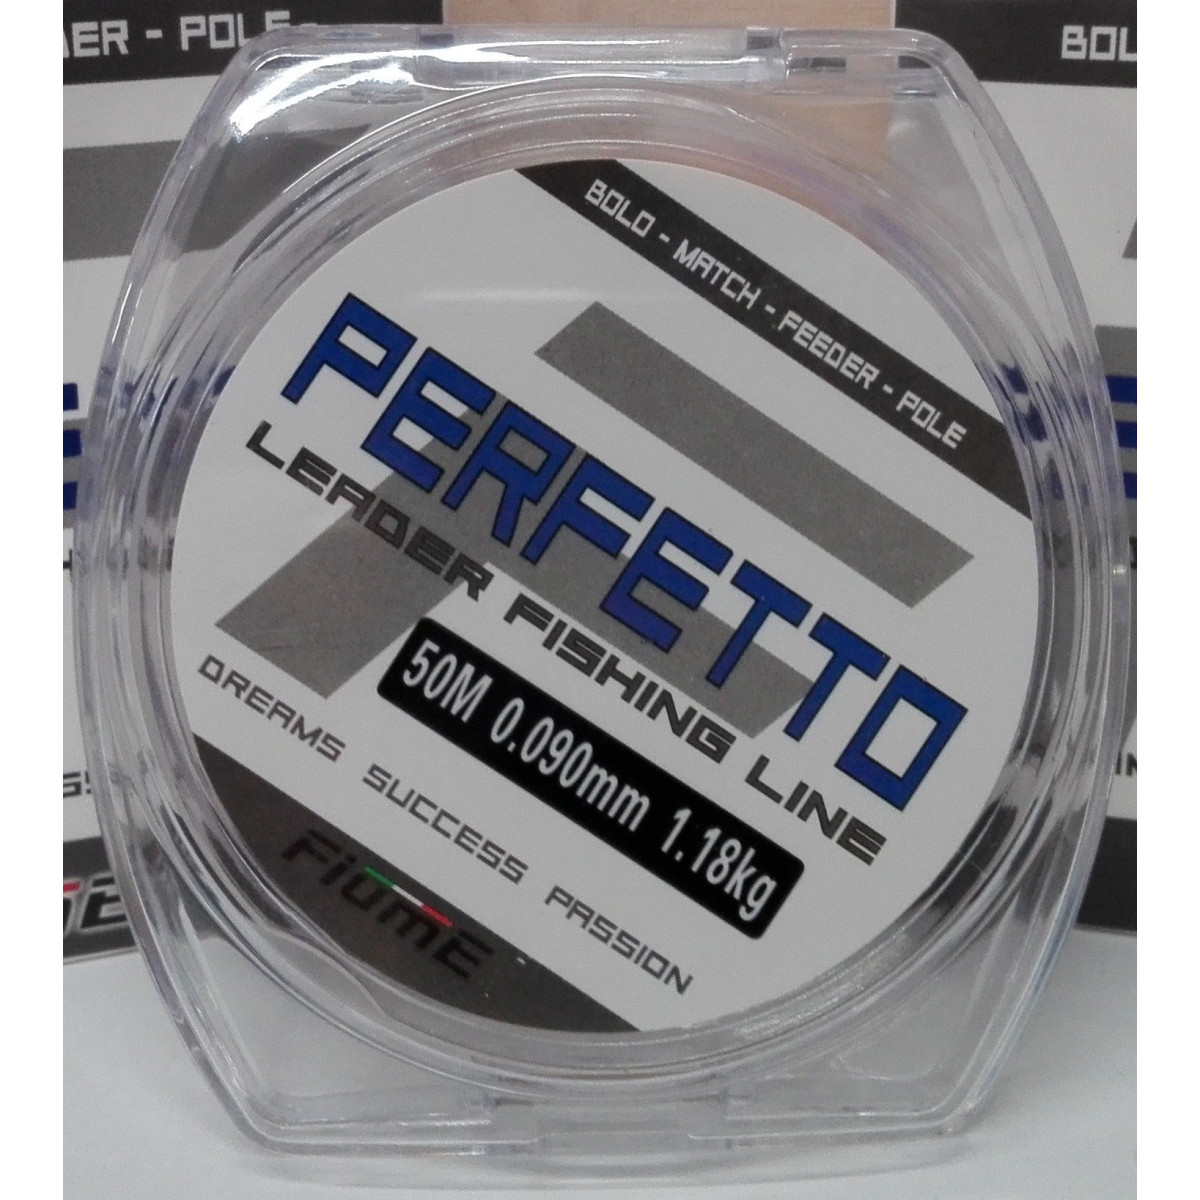 ER - POLE
BOL
BOLO - MATCH - FEEDER - POLE
PERFETTO
LEADER FISHING LINE
50M 0.090mm 1.18kg
DREAMS SUCCESS PASSION
FiumE